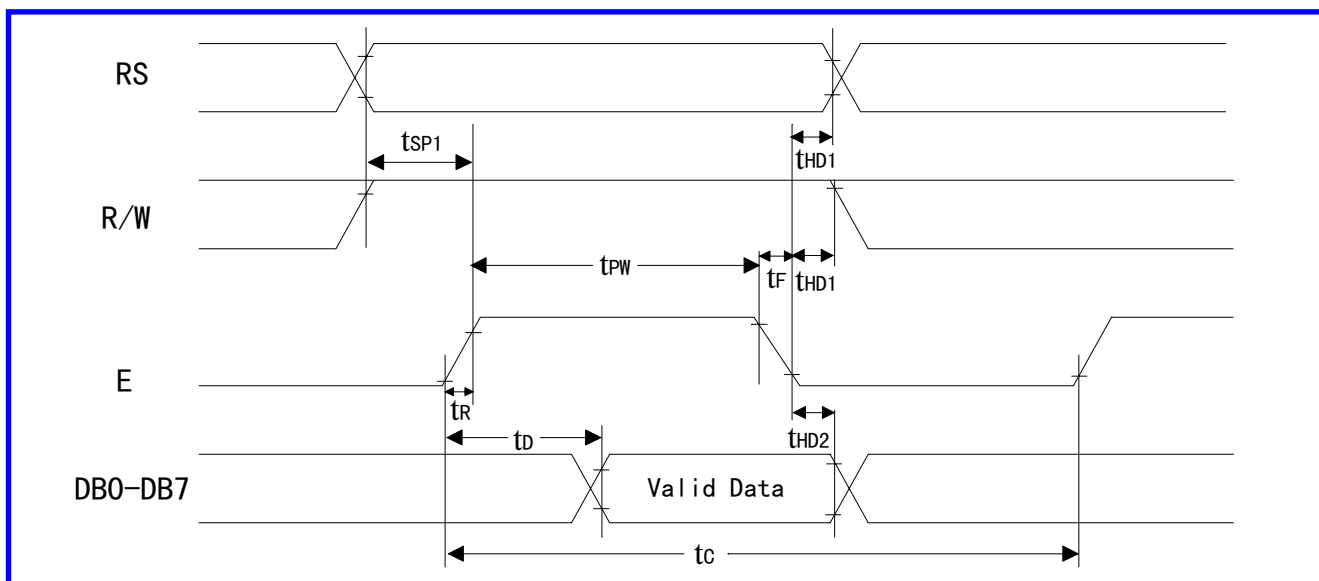 RS
tSP1
tHD1
R/W
tPW
tF
tHD1
E
tR
tD
tHD2
DB0-DB7
Valid Data
tC